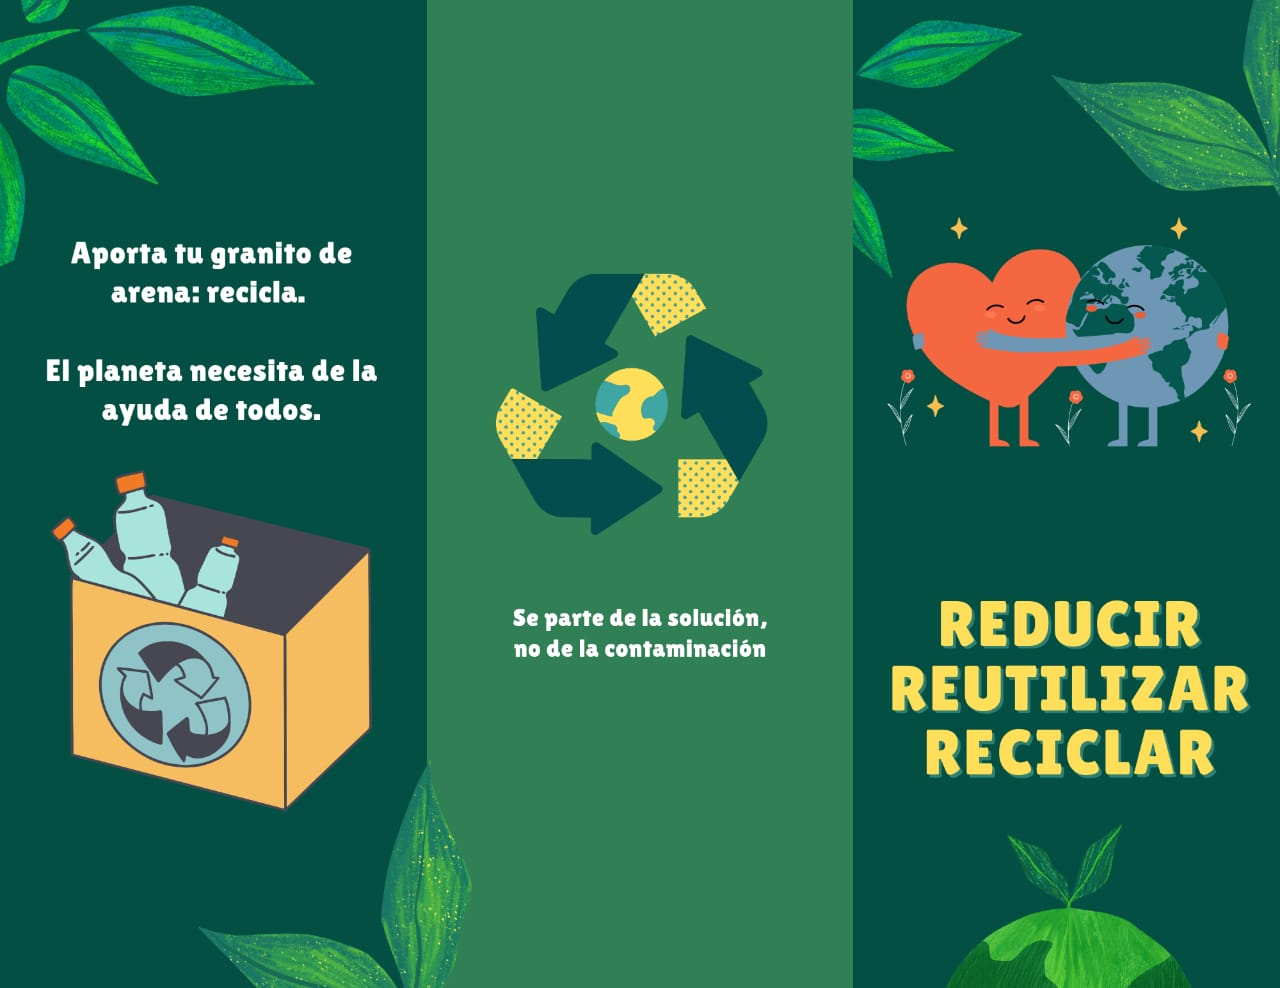 Aporta tu granito de
arena: recicla.
El planeta necesita de la
ayuda de todos.
Se parte de la solución,
no de la contaminación
REDUCIR
REUTILIZAR
RECICLAR